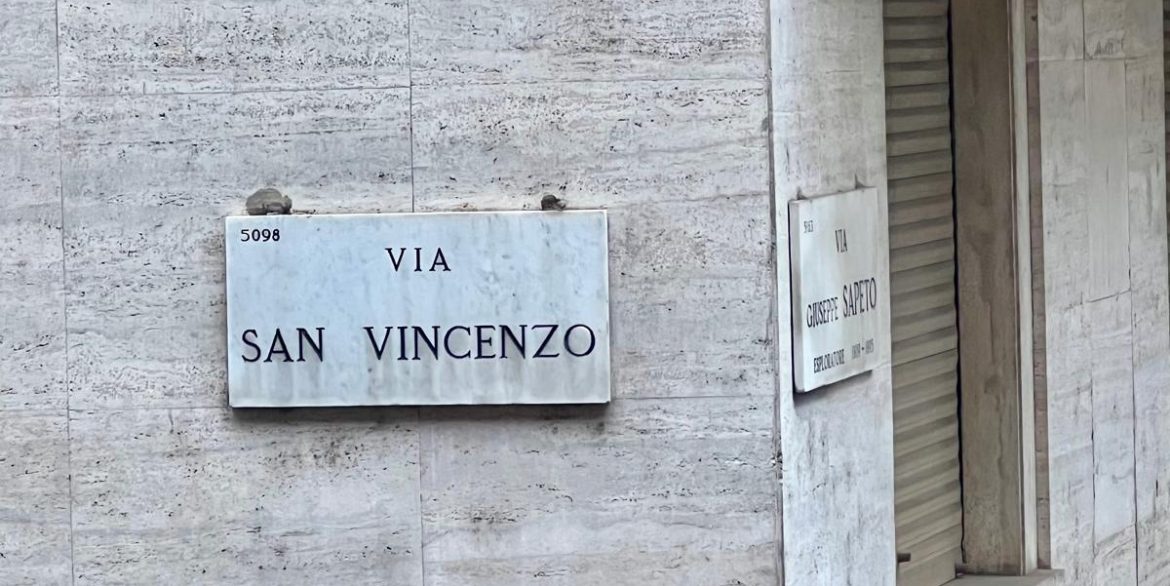 5098
VIA
SAN VINCENZO
VIA
GIUSEPPE SAPETO
ESPLORATORE